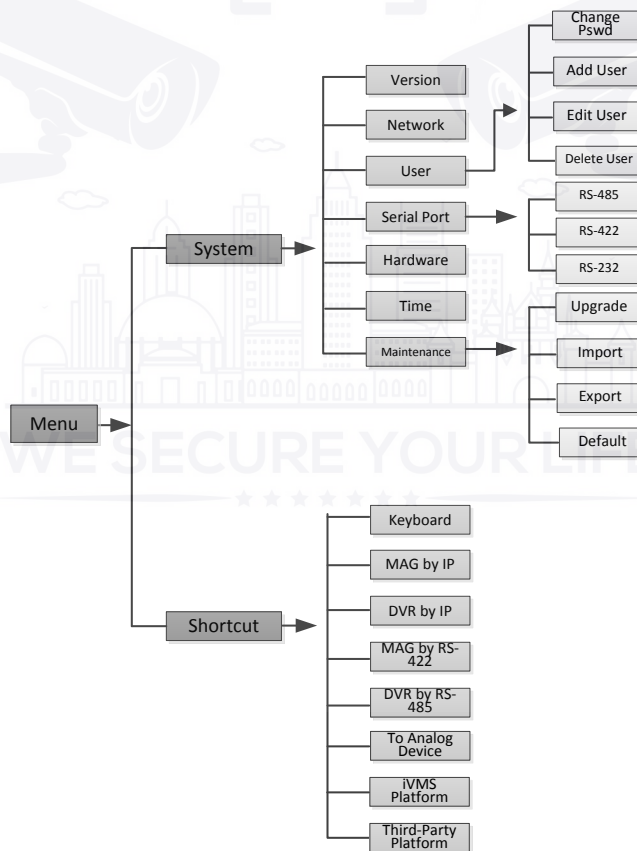 Change
Pswd
Add User
Edit User
Delete User
Version
Network
User
Serial Port
Hardware
Time
Maintenance
RS-485
RS-422
RS-232
Upgrade
Import
Export
Default
System
Menu
WE SECURE YOUR LIF
Shortcut
Keyboard
MAG by IP
DVR by IP
MAG by RS-
422
DVR by RS-
485
To Analog
Device
iVMS
Platform
Third-Party
Platform